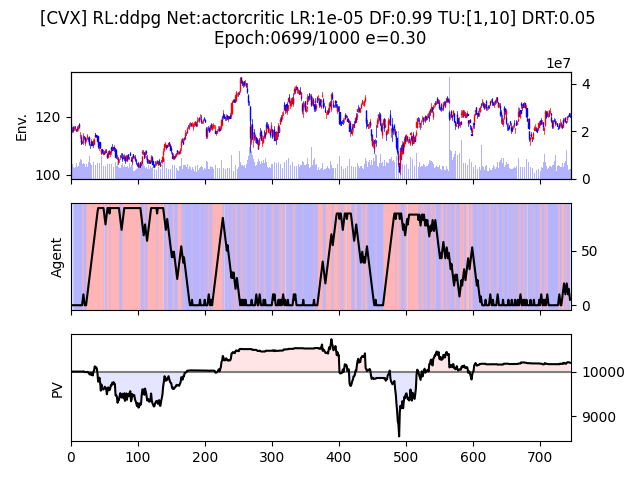 [CVX] RL:ddpg Net:actorcritic LR:1e-05 DF:0.99 TU:[1,10] DRT:0.05
Epoch:0699/1000 e=0.30
1e7
Env.
120
100
4
2
0
Agent
50
0
PV
10000
9000
0 100 200 300 400 500 600 700